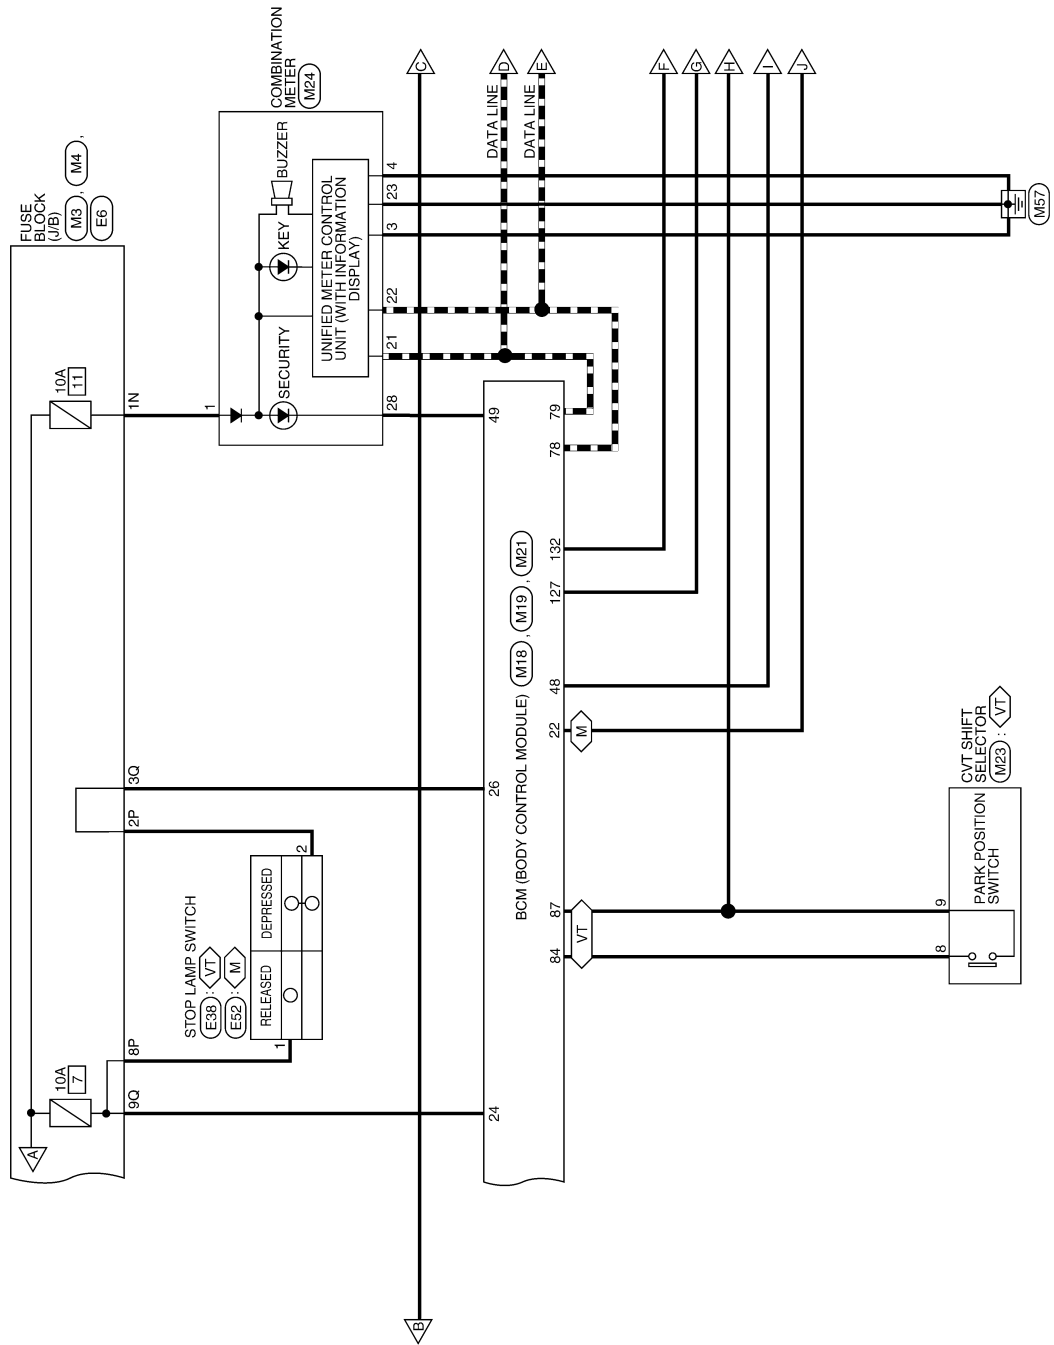 FUSE
BLOCK
(J/B)
M3 , M4 ,
E6
A
10A
7
10A
11
9Q
8P
2P
3Q
1N
STOP LAMP SWITCH
E38 : VT
E52 : M
RELEASED
DEPRESSED
1
2
COMBINATION
METER
M24
BUZZER
KEY
SECURITY
UNIFIED METER CONTROL
UNIT (WITH INFORMATION
DISPLAY)
1
28
21
22
3
23
4
B
C
DATA LINE
D
DATA LINE
E
24
26
49
BCM (BODY CONTROL MODULE) M18 , M19 , M21
84
87
22
48
127
132
78
79
VT
M
F
G
H
I
J
CVT SHIFT
SELECTOR
M23 : VT
8
9
PARK POSITION
SWITCH
M57